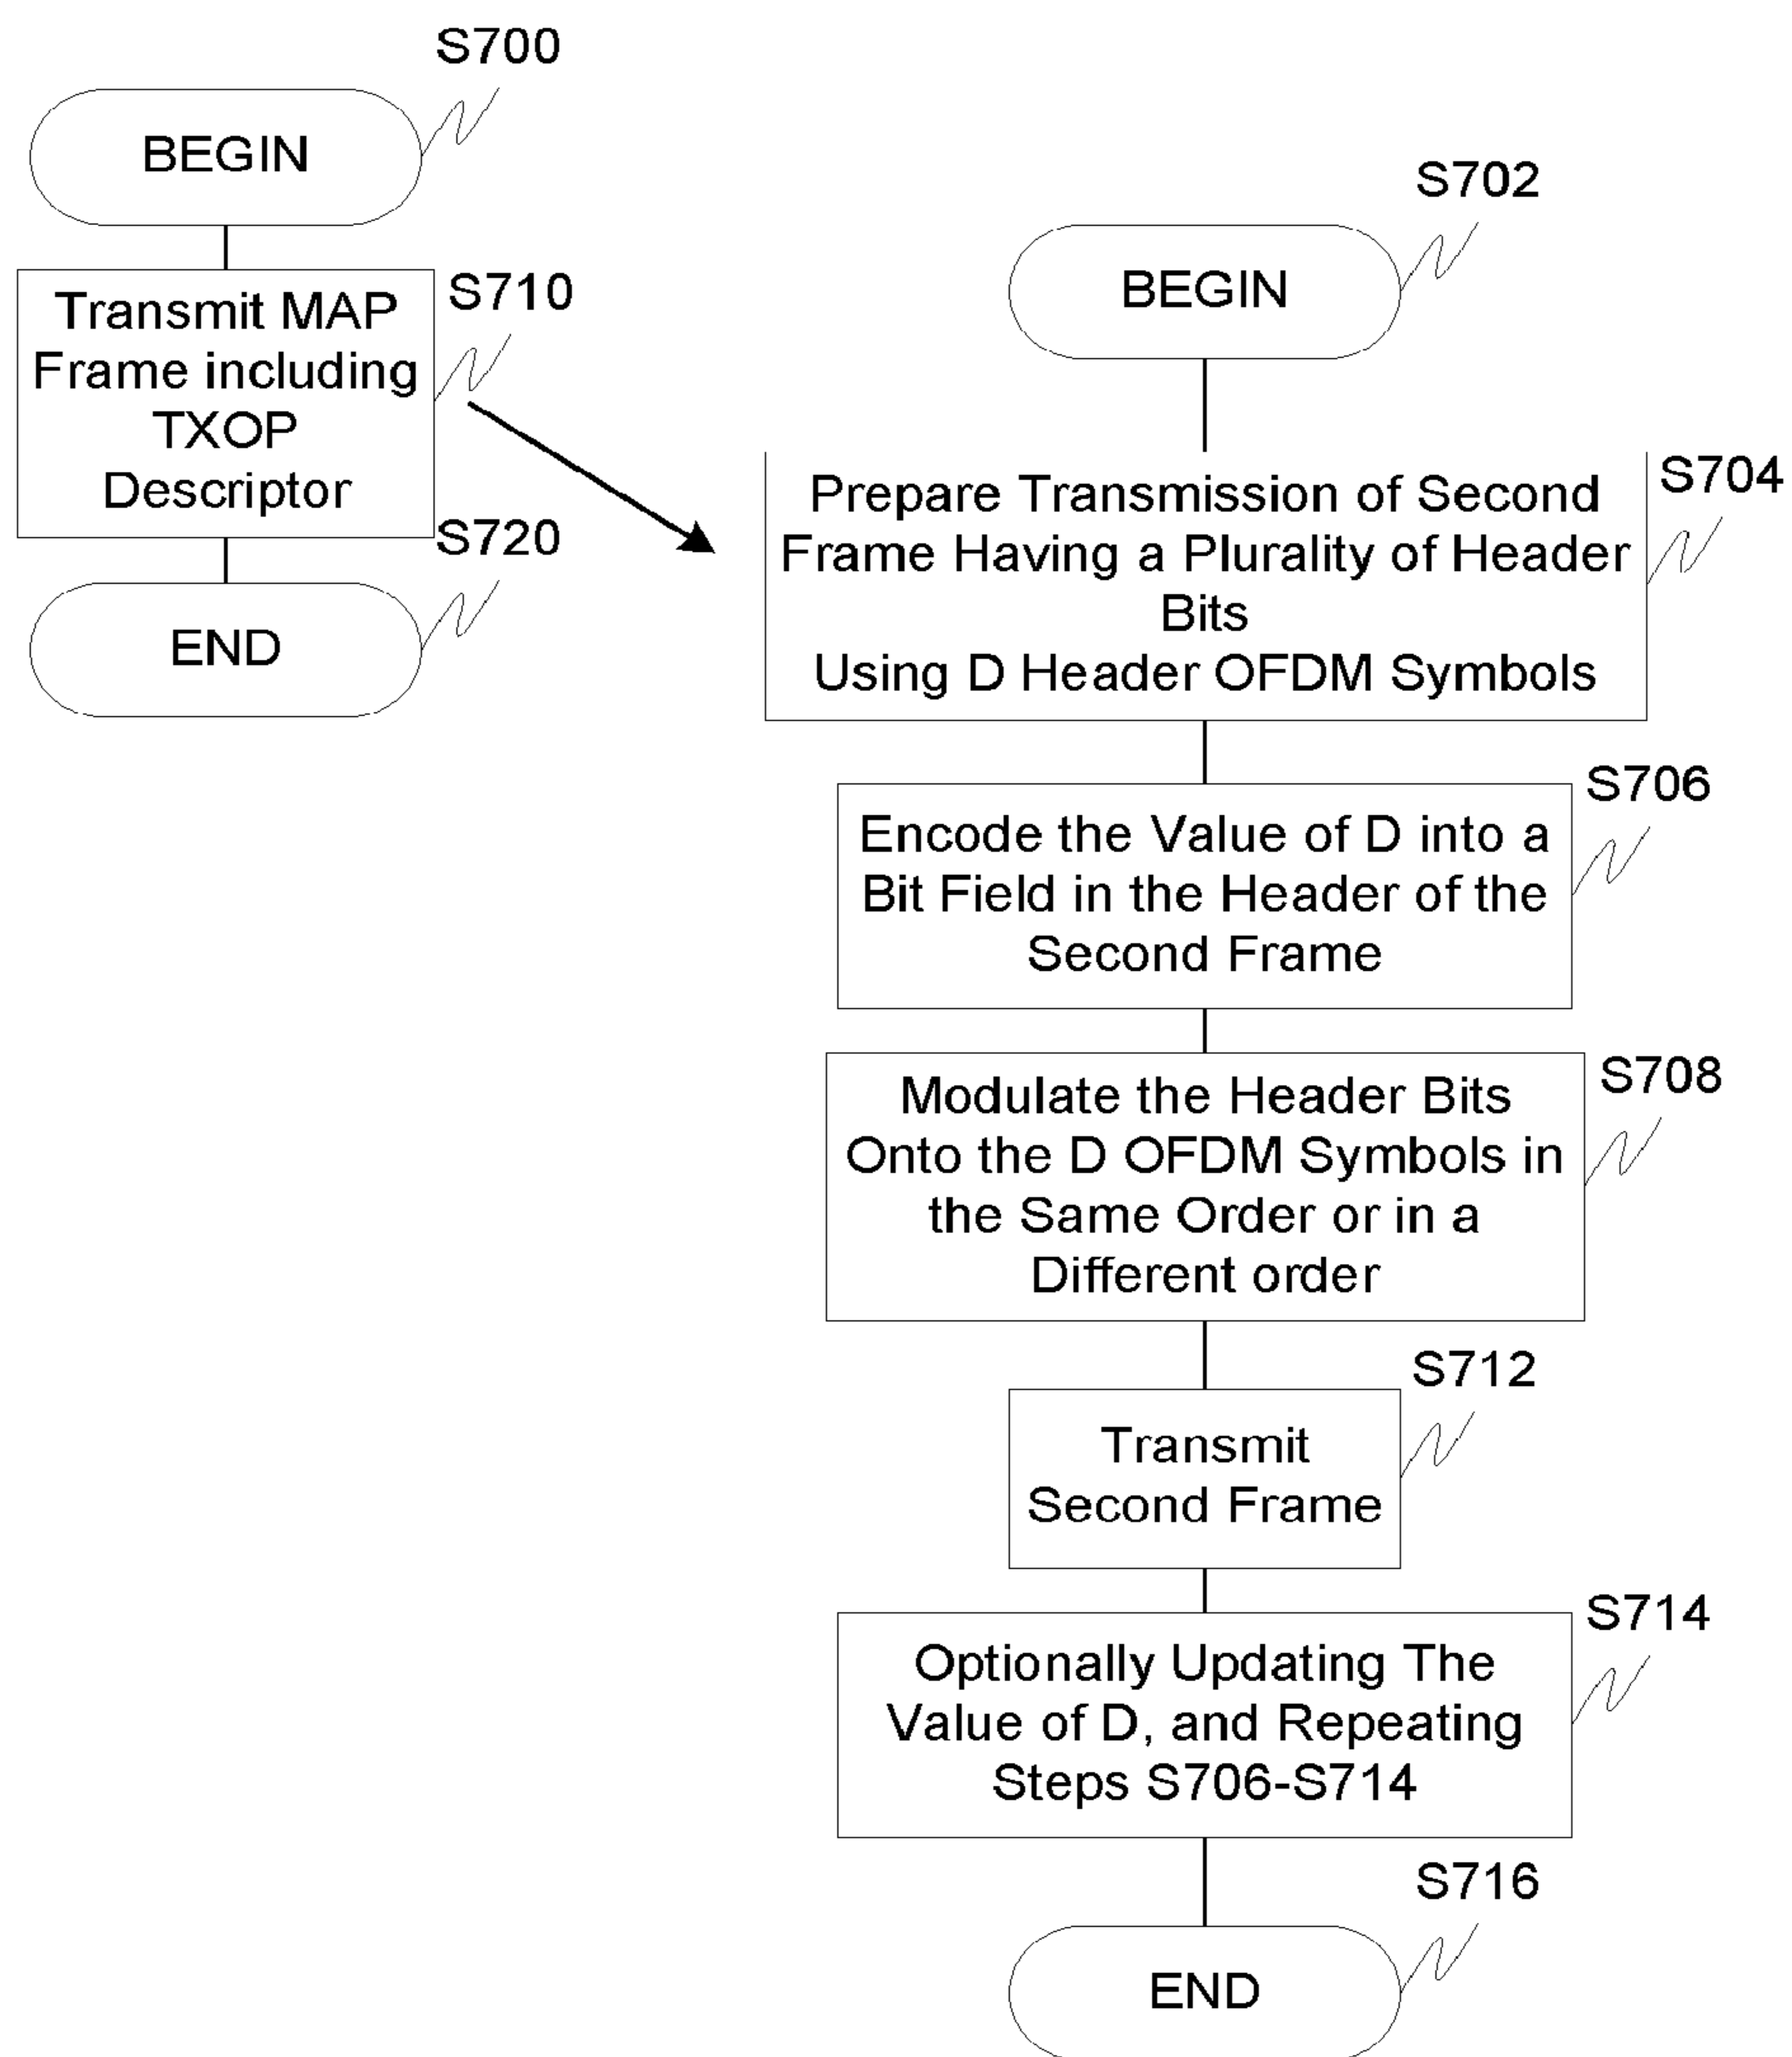 S700
BEGIN
S710
Transmit MAP
Frame including
TXOP
Descriptor
S720
END
S702
BEGIN
S704
Prepare Transmission of Second
Frame Having a Plurality of Header
Bits
Using D Header OFDM Symbols
S706
Encode the Value of D into a
Bit Field in the Header of the
Second Frame
S708
Modulate the Header Bits
Onto the D OFDM Symbols in
the Same Order or in a
Different order
S712
Transmit
Second Frame
S714
Optionally Updating The
Value of D, and Repeating
Steps S706-S714
S716
END